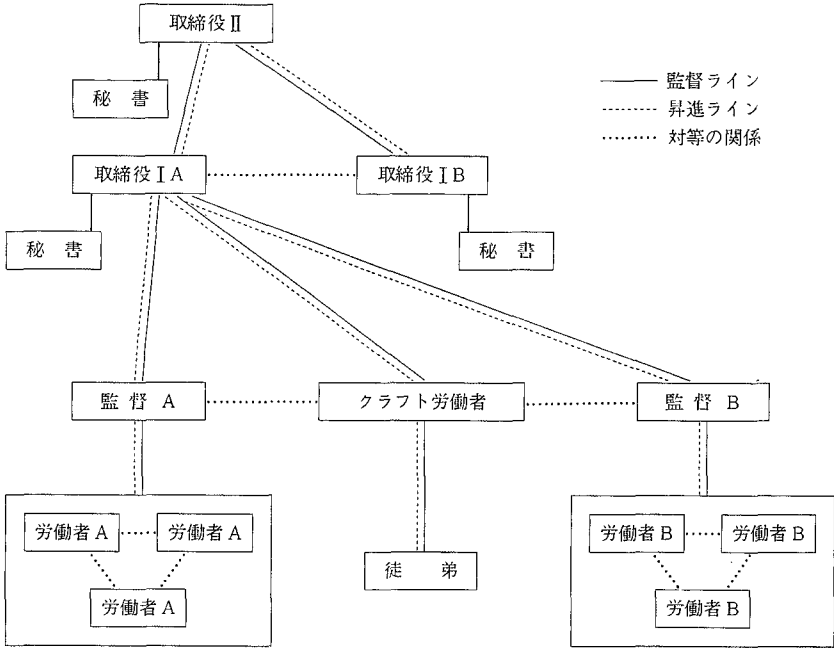 取締役Ⅱ
秘 書
監督ライン
昇進ライン
対等の関係
取締役ⅠA
取締役ⅠB
秘 書
秘 書
監 督 A
クラフト労働者
監 督 B
労働者A
労働者A
労働者A
徒 弟
労働者B
労働者B
労働者B